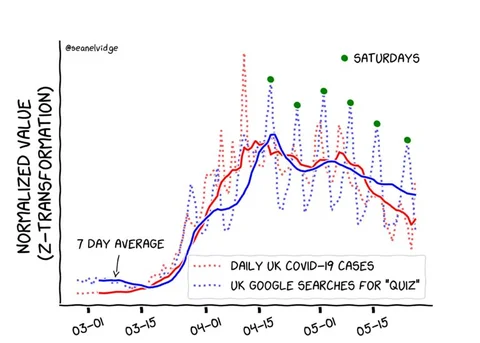 @seanelvidge
SATURDAYS
NORMALIZED VALUE
(Z-TRANSFORMATION)
7 DAY AVERAGE
DAILY UK COVID-19 CASES
UK GOOGLE SEARCHES FOR "QUIZ"
03-01 03-15 04-01 04-15 05-01 05-15